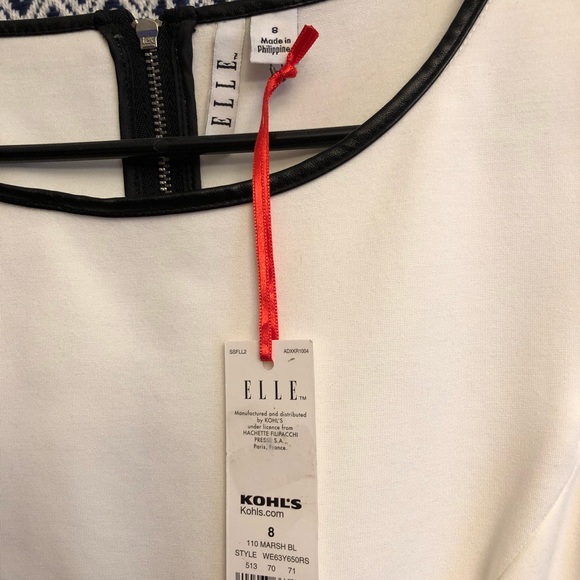 8
Made in
Philippines
ELLE
SSFLL2 ADXKR1004
ELLE™
Manufactured and distributed
by KOHL'S
under licence from
HACHETTE FILIPACCHI
PRESSE S.A.
Paris, France.
KOHL'S
Kohls.com
8
110 MARSH BL
STYLE WE63Y650RS
513 70 71